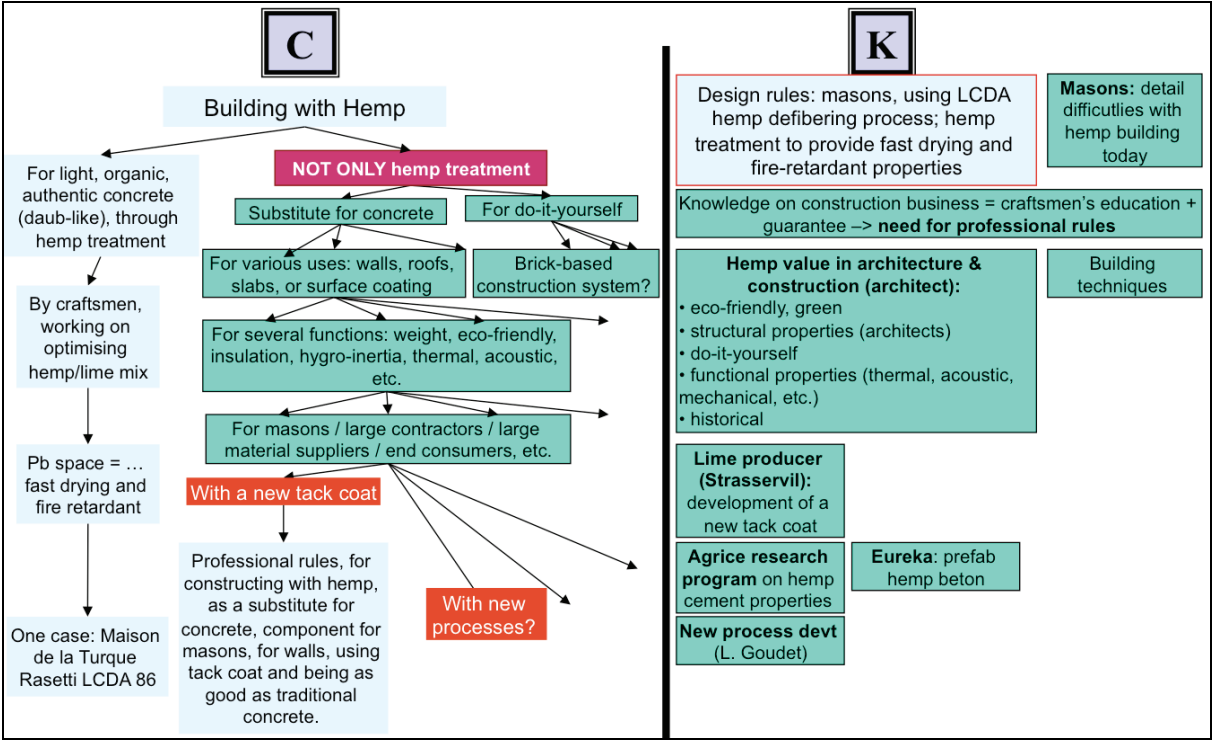 C
Building with Hemp
For light, organic,
authentic concrete
(daub-like), through
hemp treatment
By craftsmen,
working on
optimising
hemp/lime mix
Pb space = …
fast drying and
fire retardant
One case: Maison
de la Turque
Rasetti LCDA 86
NOT ONLY hemp treatment
Substitute for concrete
For do-it-yourself
For various uses: walls, roofs,
slabs, or surface coating
Brick-based
construction system?
For several functions: weight, eco-friendly,
insulation, hygro-inertia, thermal, acoustic,
etc.
For masons / large contractors / large
material suppliers / end consumers, etc.
With a new tack coat
Professional rules, for
constructing with hemp,
as a substitute for
concrete, component for
masons, for walls, using
tack coat and being as
good as traditional
concrete.
With new
processes?
K
Design rules: masons, using LCDA
hemp defibering process; hemp
treatment to provide fast drying and
fire-retardant properties
Masons: detail
difficutlies with
hemp building
today
Knowledge on construction business = craftsmen's education +
guarantee –> need for professional rules
Hemp value in architecture &
construction (architect):
• eco-friendly, green
• structural properties (architects)
• do-it-yourself
• functional properties (thermal, acoustic,
mechanical, etc.)
• historical
Building
techniques
Lime producer
(Strasservil):
development of a
new tack coat
Agrice research
program on hemp
cement properties
Eureka: prefab
hemp beton
New process devt
(L. Goudet)